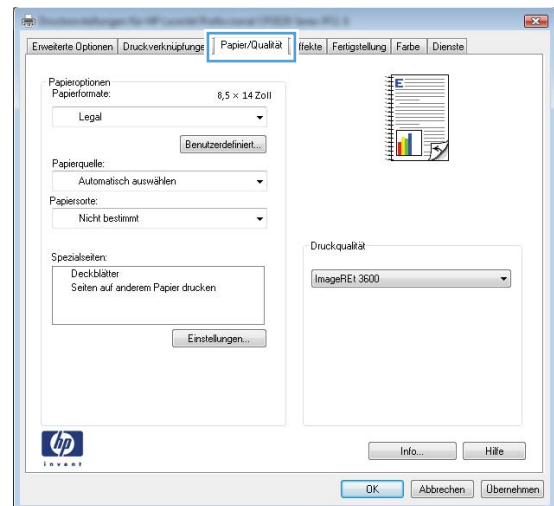 Erweiterte Optionen Druckverknüpfunge Papier/Qualität ffekte Fertigstellung Farbe Dienste
Papieroptionen
Papierformate: 8,5 × 14 Zoll
Legal
Benutzerdefiniert...
Papierquelle:
Automatisch auswählen
Papiersorte:
Nicht bestimmt
Spezialseiten:
Deckblätter
Seiten auf anderem Papier drucken
Einstellungen...
E
Druckqualität
ImageREt 3600
hp
invent
Info... Hilfe
OK Abbrechen Übernehmen